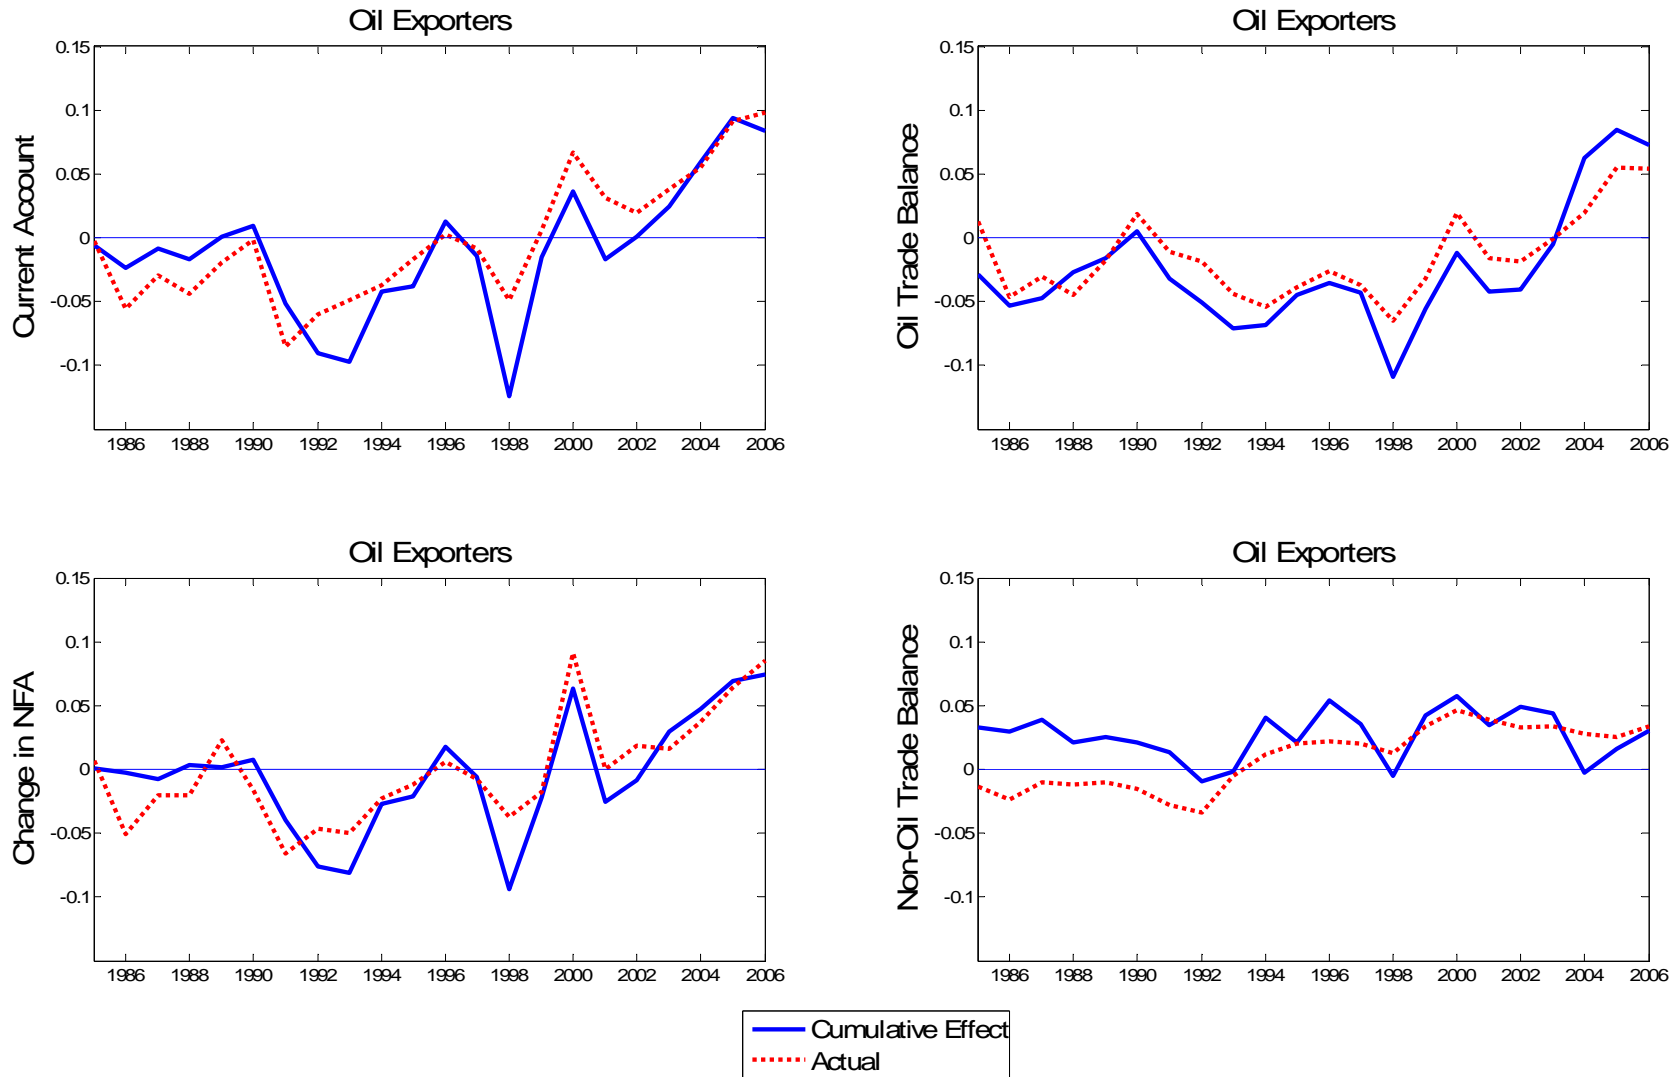 Oil Exporters
Current Account
0.15
0.1
0.05
0
-0.05
-0.1
1986 1988 1990 1992 1994 1996 1998 2000 2002 2004 2006
Oil Exporters
Oil Trade Balance
0.15
0.1
0.05
0
-0.05
-0.1
1986 1988 1990 1992 1994 1996 1998 2000 2002 2004 2006
Oil Exporters
Change in NFA
0.15
0.1
0.05
0
-0.05
-0.1
1986 1988 1990 1992 1994 1996 1998 2000 2002 2004 2006
Oil Exporters
Non-Oil Trade Balance
0.15
0.1
0.05
0
-0.05
-0.1
1986 1988 1990 1992 1994 1996 1998 2000 2002 2004 2006
Cumulative Effect
Actual